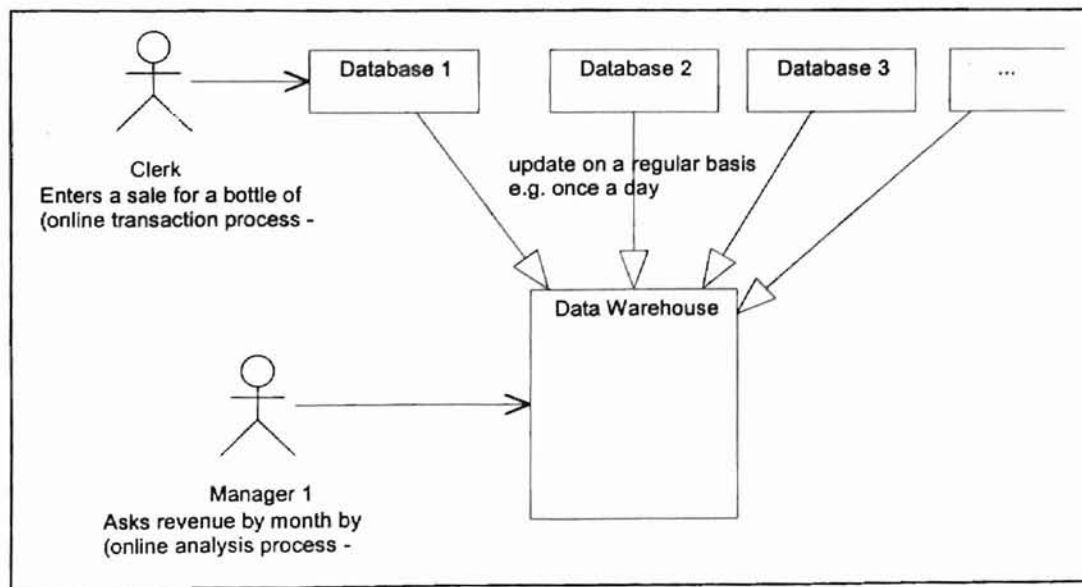 Database 1
Database 2
Database 3
...
Clerk
Enters a sale for a bottle of
(online transaction process -
update on a regular basis
e.g. once a day
Data Warehouse
Manager 1
Asks revenue by month by
(online analysis process -